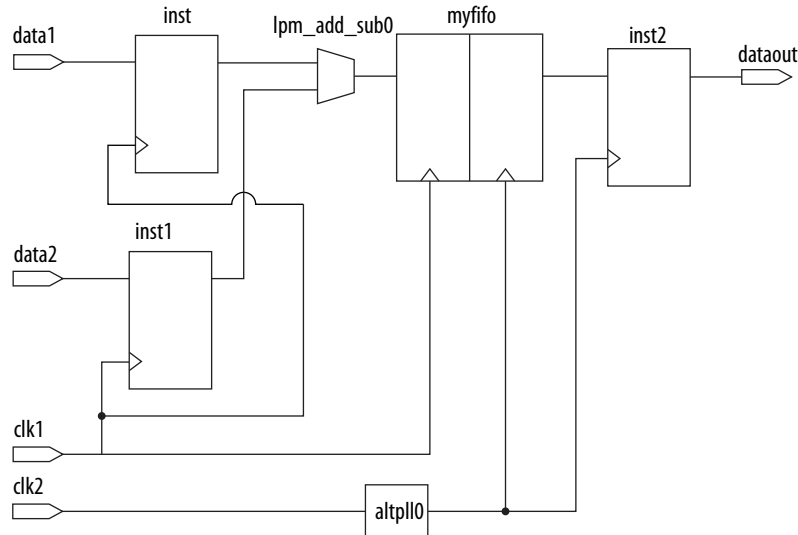 inst
myfifo
data1
lpm_add_sub0
inst2
dataout
inst1
data2
clk1
clk2
altpll0